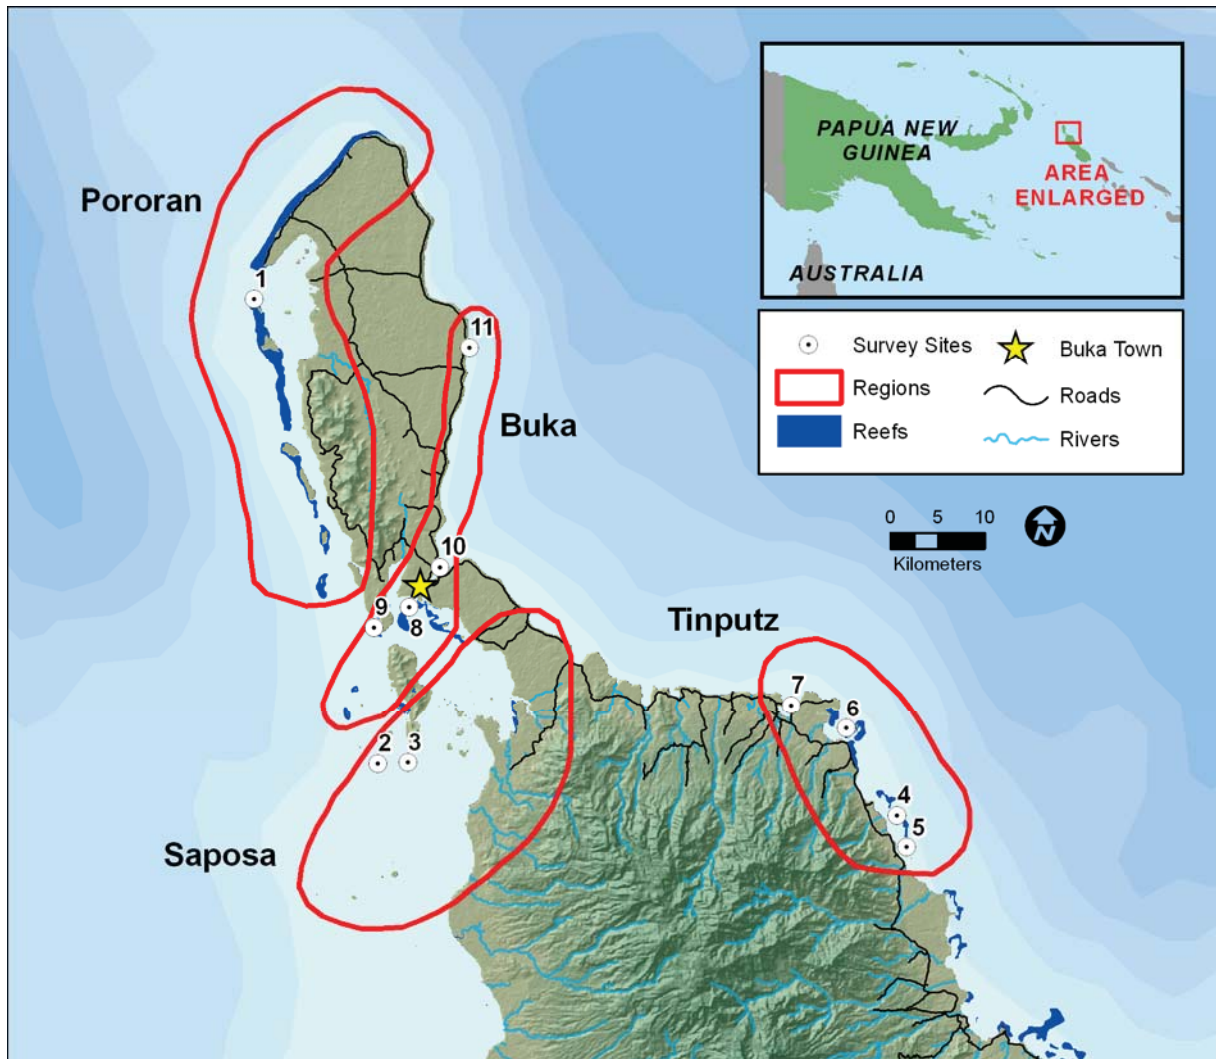 PAPUA NEW
GUINEA
AREA
ENLARGED
AUSTRALIA
Pororan
1
11
Survey Sites
Buka Town
Regions
Roads
Reefs
Rivers
Buka
0 5 10
Kilometers
N
10
9
8
Tinputz
7
6
2
3
4
5
Saposa